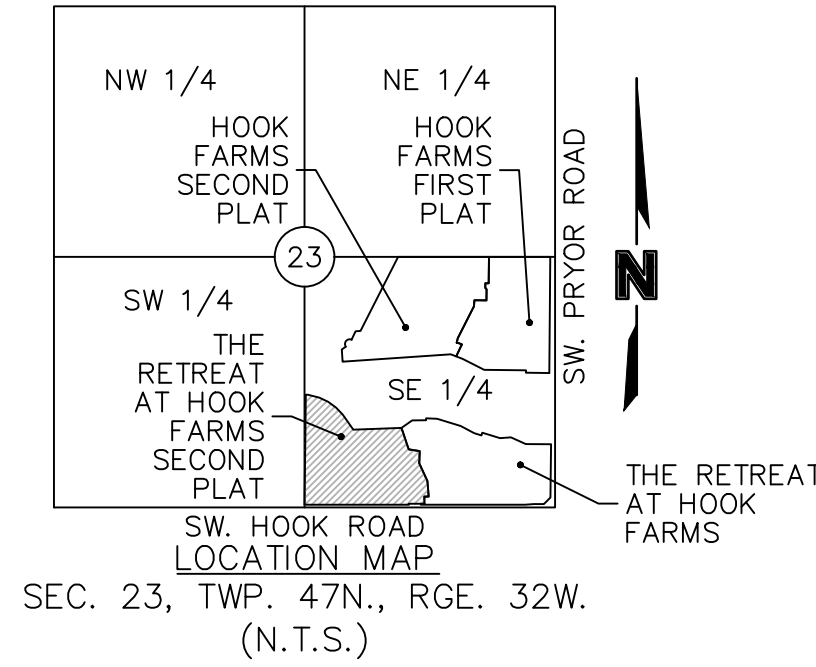 NW 1/4
NE 1/4
HOOK
FARMS
SECOND
PLAT
HOOK
FARMS
FIRST
PLAT
SW. PRYOR ROAD
N
23
SW 1/4
THE
RETREAT
AT HOOK
FARMS
SECOND
PLAT
SE 1/4
THE RETREAT
AT HOOK
FARMS
SW. HOOK ROAD
LOCATION MAP
SEC. 23, TWP. 47N., RGE. 32W.
(N.T.S.)